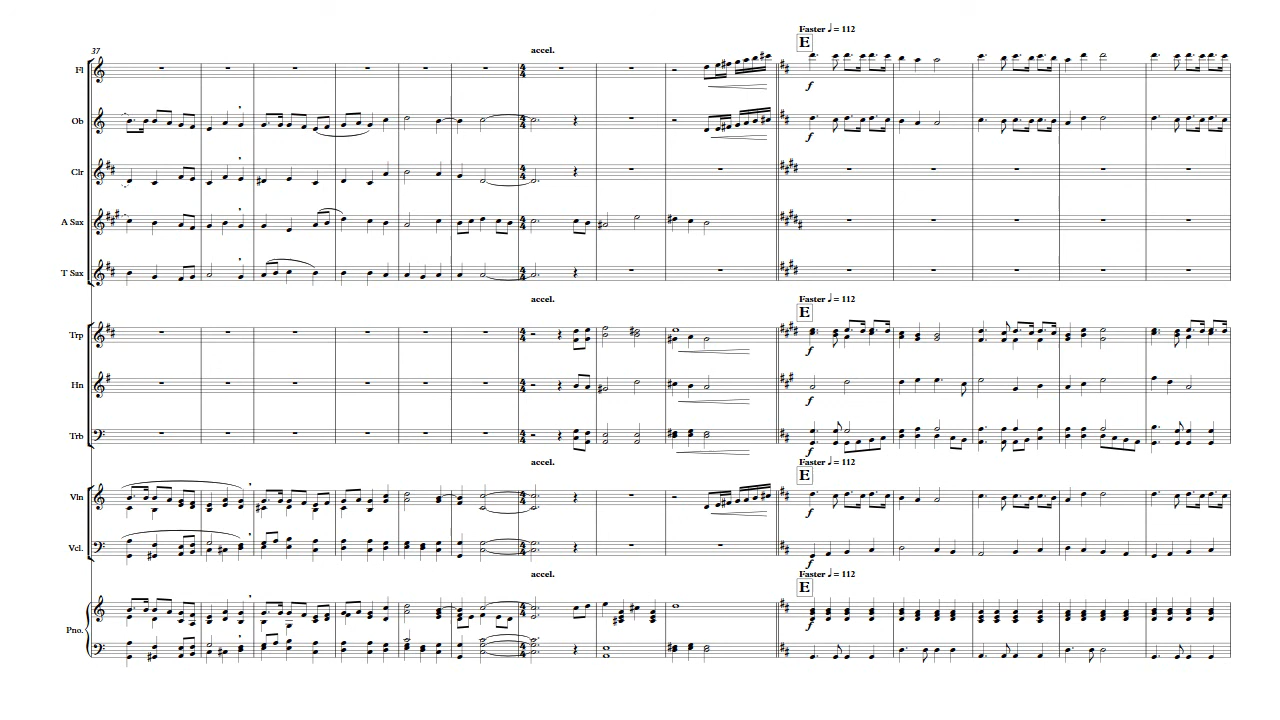 Faster ♩ = 112
E
37
accel.
Fl
Ob
Clr
A Sax
T Sax
accel.
Faster ♩ = 112
E
Trp
Hn
Trb
accel.
Faster ♩ = 112
E
Vln
Vcl.
accel.
Faster ♩ = 112
E
Pno.